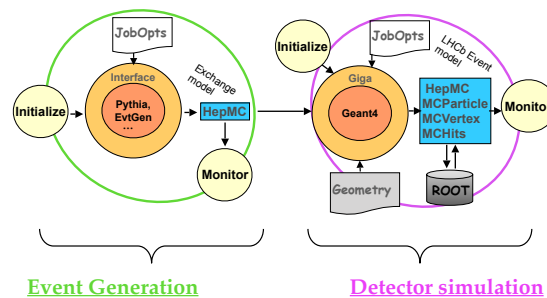 JobOpts
Interface
Initialize
Pythia,
EvtGen
...
Exchange
model
HepMC
Monitor
Event Generation
Initialize
JobOpts
Giga
Geant4
Geometry
LHCb Event
model
HepMC
MCParticle
MCVertex
MCHits
Monito
ROOT
Detector simulation